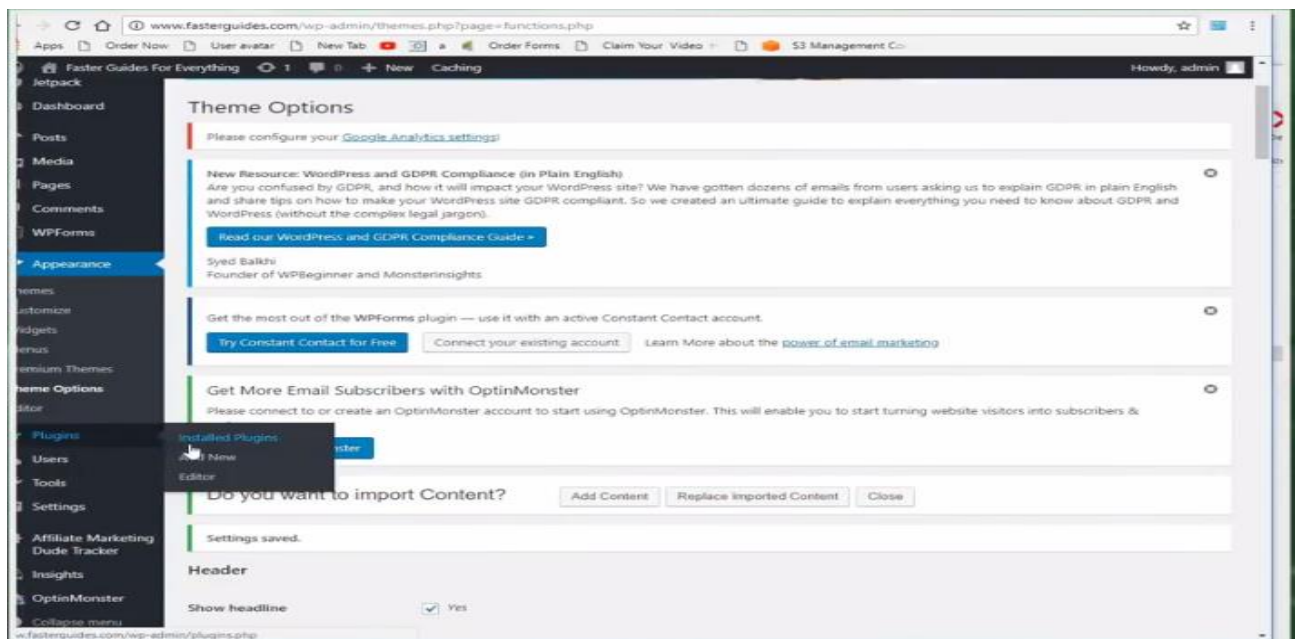 www.fasterguides.com/wp-admin/themes.php?page=functions.php
Apps Order Now User avatar New Tab a Order Forms Claim Your Video S3 Management Co
Faster Guides For Everything 1 0 + New Caching Howdy, admin
Jetpack
Dashboard
Posts
Media
Pages
Comments
WPForms
Appearance
hemes
ustomize
idgets
enus
remium Themes
heme Options
ditor
Plugins
Users
Tools
Settings
Affiliate Marketing
Dude Tracker
Insights
OptinMonster
Collapse menu
Installed Plugins
Add New
Editor
Theme Options
Please configure your Google Analytics settings!
New Resource: WordPress and GDPR Compliance (in Plain English)
Are you confused by GDPR, and how it will impact your WordPress site? We have gotten dozens of emails from users asking us to explain GDPR in plain English
and share tips on how to make your WordPress site GDPR compliant. So we created an ultimate guide to explain everything you need to know about GDPR and
WordPress (without the complex legal jargon).
Read our WordPress and GDPR Compliance Guide »
Syed Balkhi
Founder of WPBeginner and MonsterInsights
Get the most out of the WPForms plugin — use it with an active Constant Contact account.
Try Constant Contact for Free Connect your existing account Learn More about the power of email marketing
Get More Email Subscribers with OptinMonster
Please connect to or create an OptinMonster account to start using OptinMonster. This will enable you to start turning website visitors into subscribers &
nster
Do you want to import Content? Add Content Replace Imported Content Close
Settings saved.
Header
Show headline Yes
w.fasterguides.com/wp-admin/plugins.php